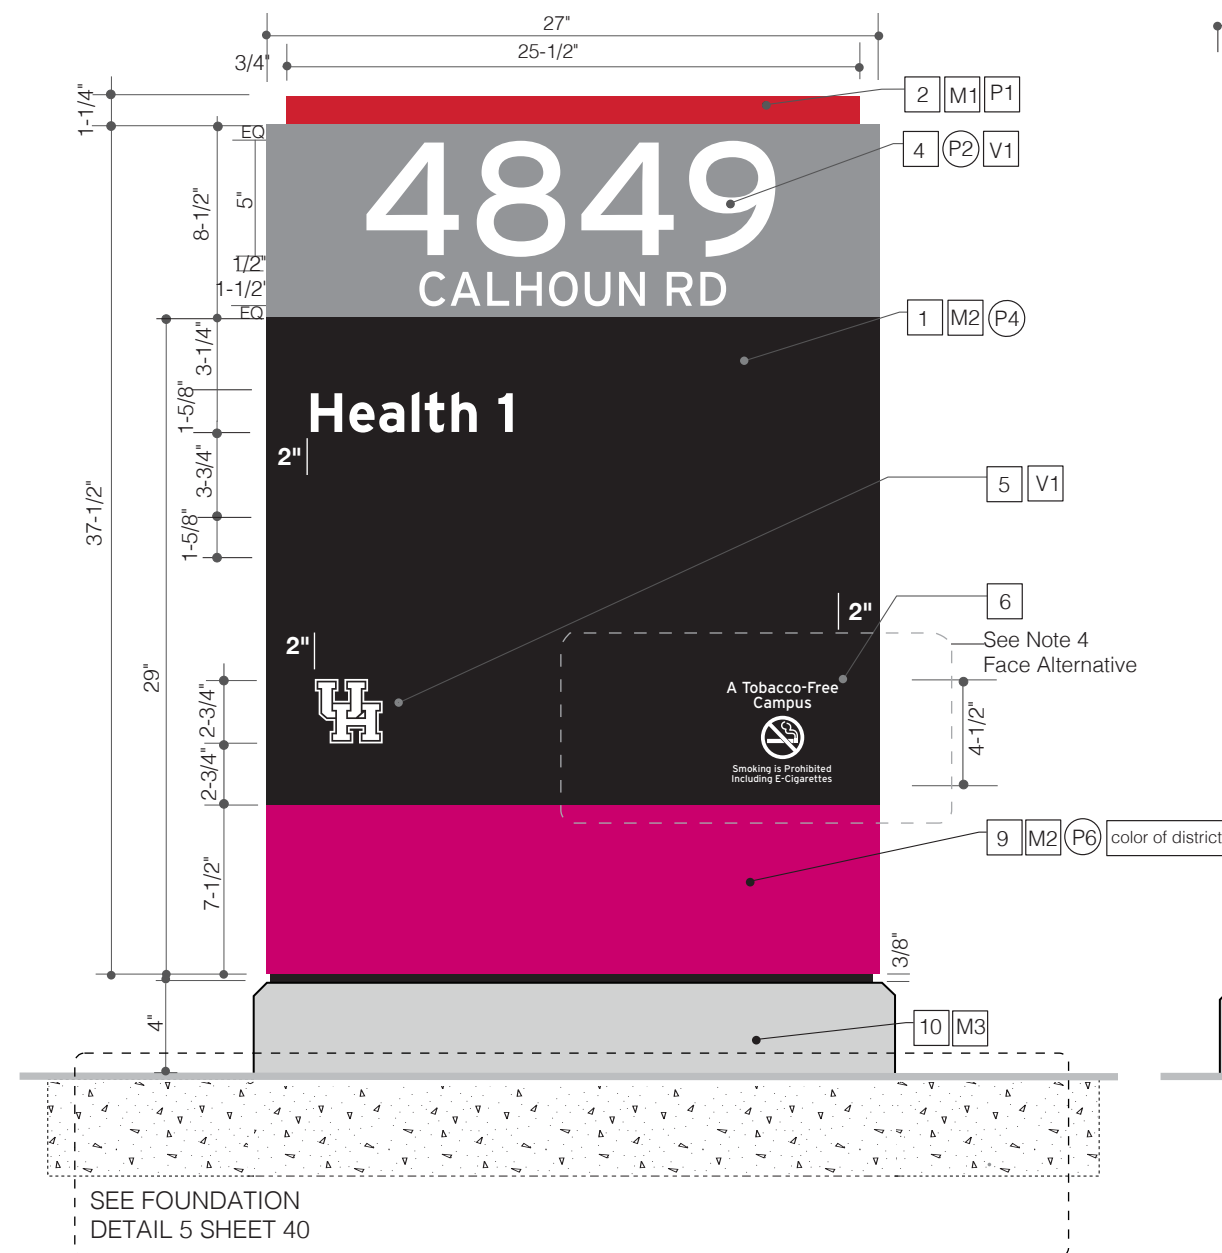 27"
25-1/2"
3/4"
1-1/4"
2 M1 P1
EQ
4849
4 P2 V1
5"
8-1/2"
1/2"
1-1/2"
CALHOUN RD
EQ
1 M2 P4
3-1/4"
1-5/8"
Health 1
2"
3-3/4"
5 V1
37-1/2"
1-5/8"
6
2"
See Note 4
Face Alternative
2"
29"
UH
2-3/4"
A Tobacco-Free
Campus
4-1/2"
2-3/4"
Smoking is Prohibited
Including E-Cigarettes
9 M2 P6 color of district
7-1/2"
3/8"
4"
10 M3
SEE FOUNDATION
DETAIL 5 SHEET 40